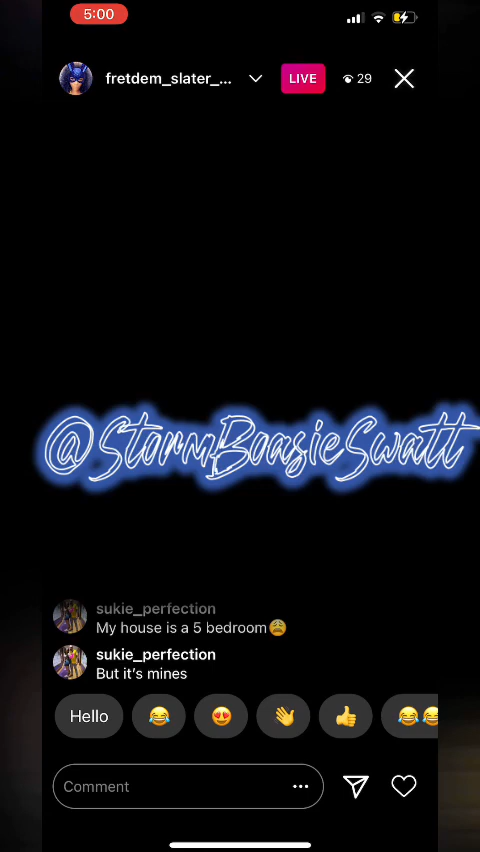 5:00
fretdem_slater_...
LIVE
29
@StormBoasieSwatt
sukie_perfection
My house is a 5 bedroom😩
sukie_perfection
But it's mines
Hello
Comment